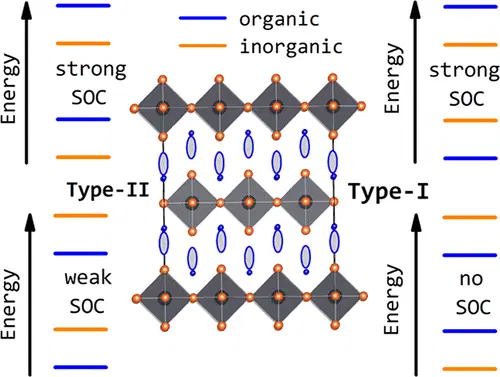 organic
inorganic
Energy
strong
SOC
Energy
strong
SOC
Type-II
Type-I
Energy
weak
SOC
Energy
no
SOC